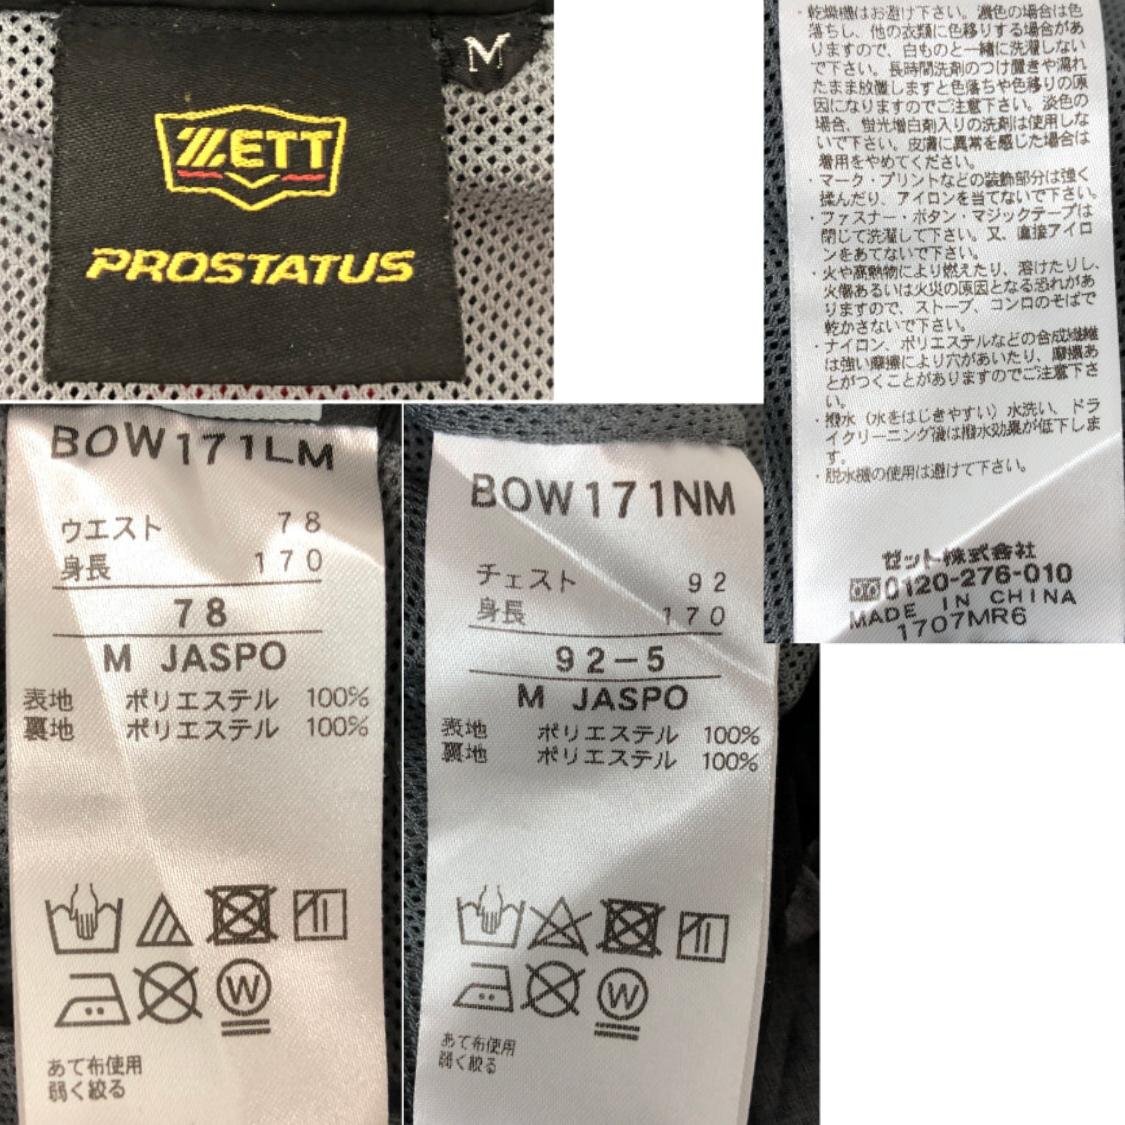 ZETT
PROSTATUS
M
・乾燥機はお避け下さい。濃色の場合は色
落ちし、他の衣類に色移りする場合があ
りますので、白ものと一緒に洗濯しない
で下さい。長時間洗剤のつけ置きや濡れ
たまま放置しますと色落ちや色移りの原
因になりますのでご注意下さい。淡色の
場合、蛍光増白剤入りの洗剤は使用しな
いで下さい。皮膚に異常を感じた場合は
着用をやめてください。
・マーク・プリントなどの装飾部分は強く
揉んだり、アイロンを当てないで下さい。
・ファスナー・ボタン・マジックテープは
閉じて洗濯して下さい。又、直接アイロ
ンをあてないで下さい。
・火や高熱物により燃えたり、溶けたりし、
火傷あるいは火災の原因となる恐れがあ
りますので、ストーブ、コンロのそばで
乾かさないで下さい。
・ナイロン、ポリエステルなどの合成繊維
は強い摩擦により穴があいたり、摩擦あ
とがつくことがありますのでご注意下さ
い。
・撥水（水をはじきやすい）水洗い、ドラ
イクリーニング後は撥水効果が低下しま
す。
・脱水機の使用は避けて下さい。
ゼット株式会社
0120-276-010
MADE IN CHINA
1707MR6
BOW171LM
ウエスト 78
身長 170
78
M JASPO
表地 ポリエステル 100%
裏地 ポリエステル 100%
W
あて布使用
弱く絞る
BOW171NM
チェスト 92
身長 170
92-5
M JASPO
表地 ポリエステル 100%
裏地 ポリエステル 100%
W
あて布使用
弱く絞る